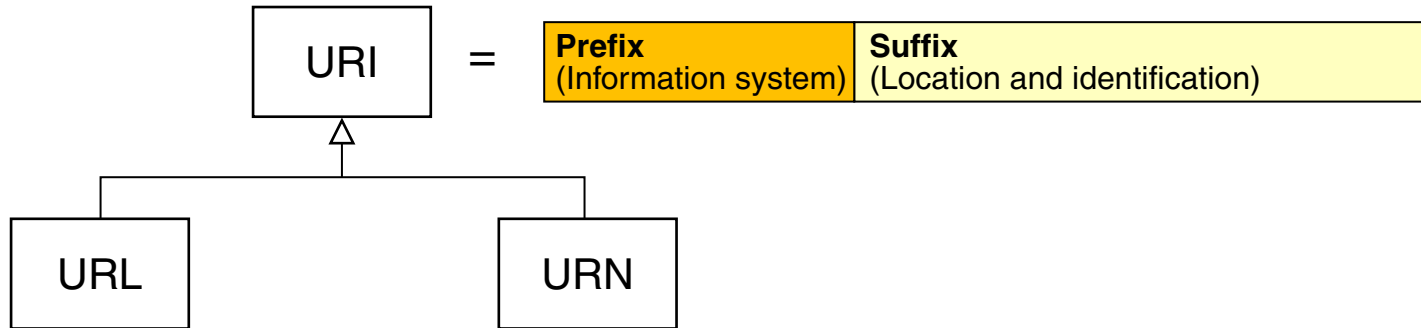 URI
=
Prefix
(Information system)
Suffix
(Location and identification)
URL
URN